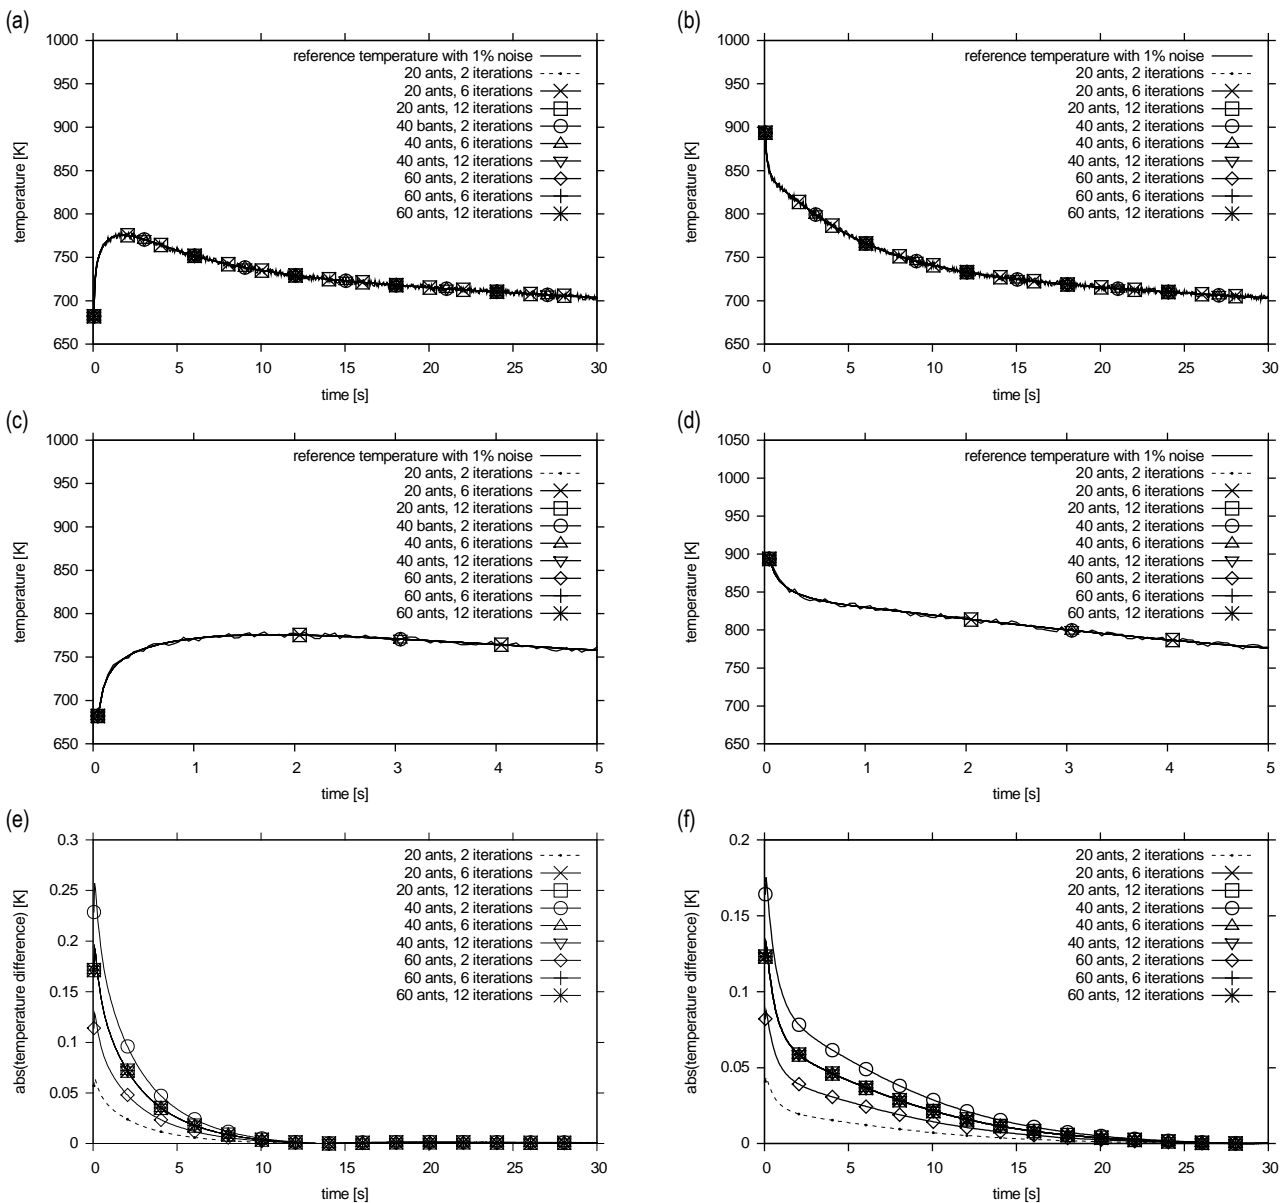 (a)
1000
950
900
850
800
750
700
650
temperature [K]
reference temperature with 1% noise
20 ants, 2 iterations
20 ants, 6 iterations
20 ants, 12 iterations
40 bants, 2 iterations
40 ants, 6 iterations
40 ants, 12 iterations
60 ants, 2 iterations
60 ants, 6 iterations
60 ants, 12 iterations
0 5 10 15 20 25 30
time [s]
(b)
1000
950
900
850
800
750
700
650
temperature [K]
reference temperature with 1% noise
20 ants, 2 iterations
20 ants, 6 iterations
20 ants, 12 iterations
40 ants, 2 iterations
40 ants, 6 iterations
40 ants, 12 iterations
60 ants, 2 iterations
60 ants, 6 iterations
60 ants, 12 iterations
0 5 10 15 20 25 30
time [s]
(c)
1000
950
900
850
800
750
700
650
temperature [K]
reference temperature with 1% noise
20 ants, 2 iterations
20 ants, 6 iterations
20 ants, 12 iterations
40 bants, 2 iterations
40 ants, 6 iterations
40 ants, 12 iterations
60 ants, 2 iterations
60 ants, 6 iterations
60 ants, 12 iterations
0 1 2 3 4 5
time [s]
(d)
1050
1000
950
900
850
800
750
700
650
temperature [K]
reference temperature with 1% noise
20 ants, 2 iterations
20 ants, 6 iterations
20 ants, 12 iterations
40 ants, 2 iterations
40 ants, 6 iterations
40 ants, 12 iterations
60 ants, 2 iterations
60 ants, 6 iterations
60 ants, 12 iterations
0 1 2 3 4 5
time [s]
(e)
0.3
0.25
0.2
0.15
0.1
0.05
0
abs(temperature difference) [K]
20 ants, 2 iterations
20 ants, 6 iterations
20 ants, 12 iterations
40 ants, 2 iterations
40 ants, 6 iterations
40 ants, 12 iterations
60 ants, 2 iterations
60 ants, 6 iterations
60 ants, 12 iterations
0 5 10 15 20 25 30
time [s]
(f)
0.2
0.15
0.1
0.05
0
abs(temperature difference) [K]
20 ants, 2 iterations
20 ants, 6 iterations
20 ants, 12 iterations
40 ants, 2 iterations
40 ants, 6 iterations
40 ants, 12 iterations
60 ants, 2 iterations
60 ants, 6 iterations
60 ants, 12 iterations
0 5 10 15 20 25 30
time [s]